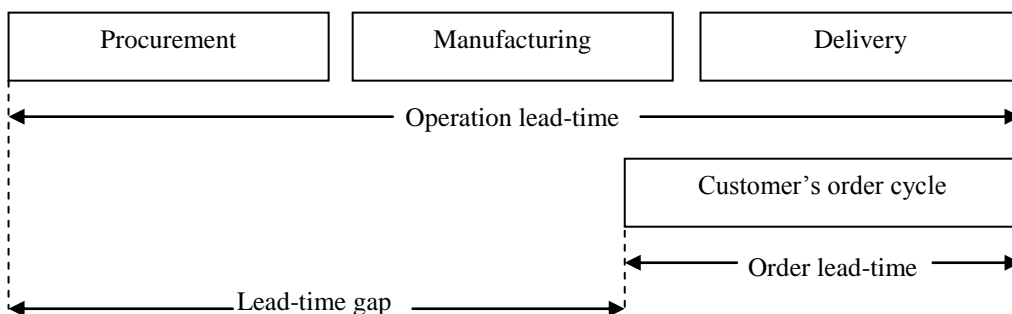 Procurement
Manufacturing
Delivery
Operation lead-time
Customer’s order cycle
Order lead-time
Lead-time gap